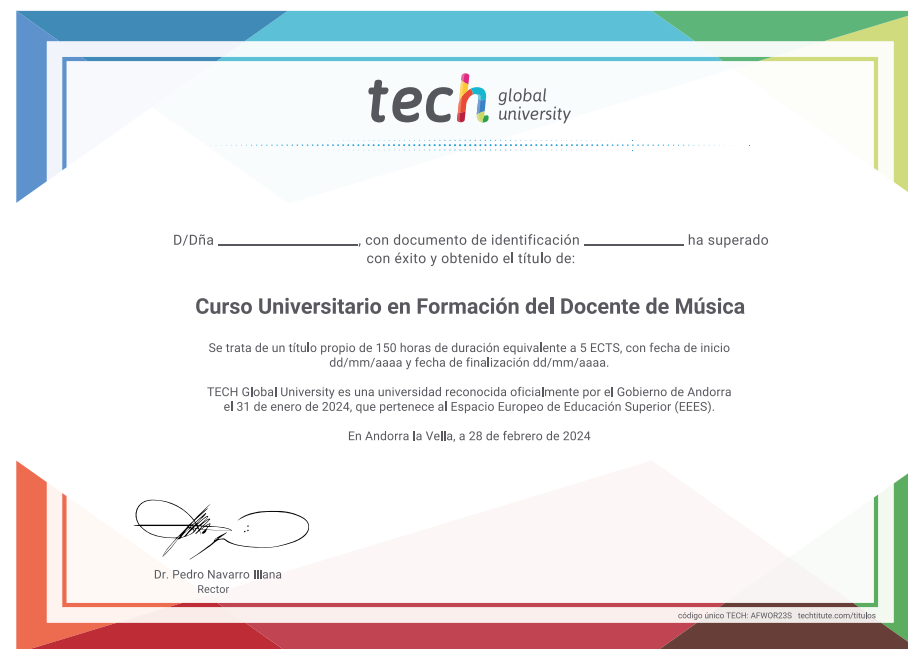 tech global university
D/Dña ____________________, con documento de identificación ______________ ha superado
con éxito y obtenido el título de:
Curso Universitario en Formación del Docente de Música
Se trata de un título propio de 150 horas de duración equivalente a 5 ECTS, con fecha de inicio
dd/mm/aaaa y fecha de finalización dd/mm/aaaa.
TECH Global University es una universidad reconocida oficialmente por el Gobierno de Andorra
el 31 de enero de 2024, que pertenece al Espacio Europeo de Educación Superior (EEES).
En Andorra la Vella, a 28 de febrero de 2024
Dr. Pedro Navarro Illana
Rector
código único TECH: AFWOR23S techtitute.com/titulos